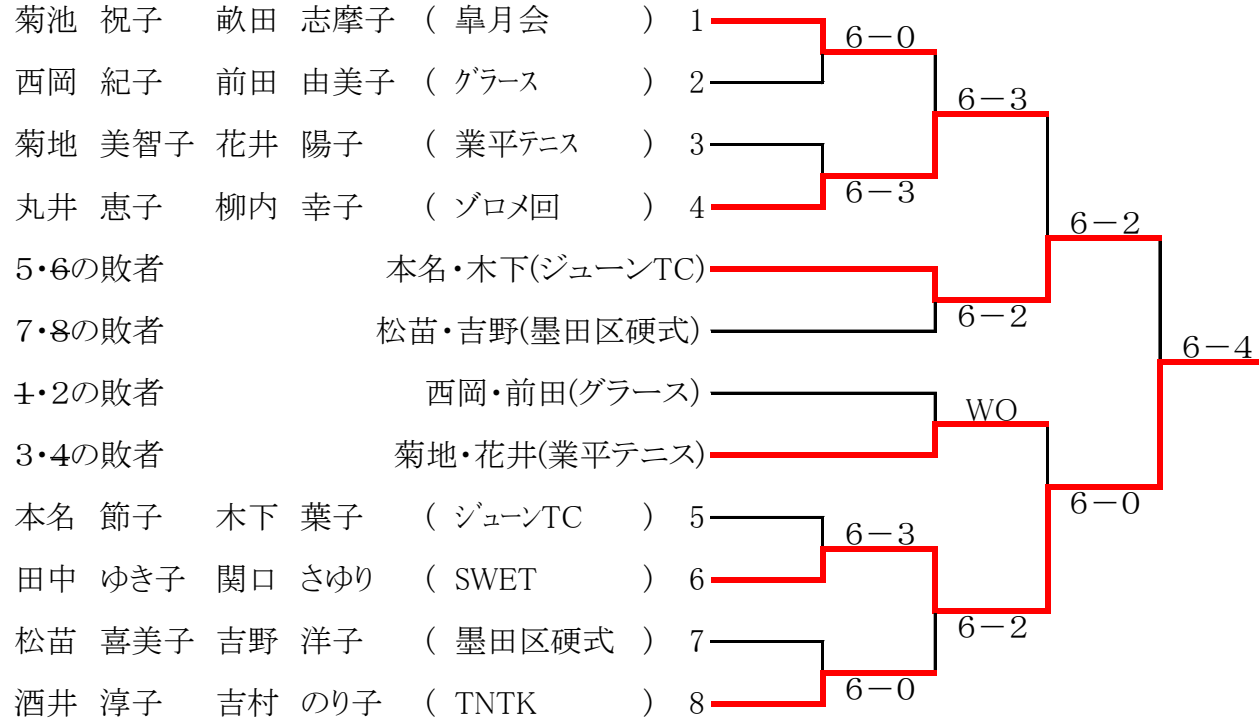 菊池 祝子 畝田 志摩子 ( 皐月会 ) 1
6－0
西岡 紀子 前田 由美子 ( グラース ) 2
6－3
菊地 美智子 花井 陽子 ( 業平テニス ) 3
6－3
丸井 恵子 柳内 幸子 ( ゾロメ回 ) 4
6－2
5・6の敗者 本名・木下(ジューンTC)
6－2
7・8の敗者 松苗・吉野(墨田区硬式)
6－4
1・2の敗者 西岡・前田(グラース)
WO
3・4の敗者 菊地・花井(業平テニス)
6－0
本名 節子 木下 葉子 ( ジューンTC ) 5
6－3
田中 ゆき子 関口 さゆり ( SWET ) 6
6－2
松苗 喜美子 吉野 洋子 ( 墨田区硬式 ) 7
6－0
酒井 淳子 吉村 のり子 ( TNTK ) 8